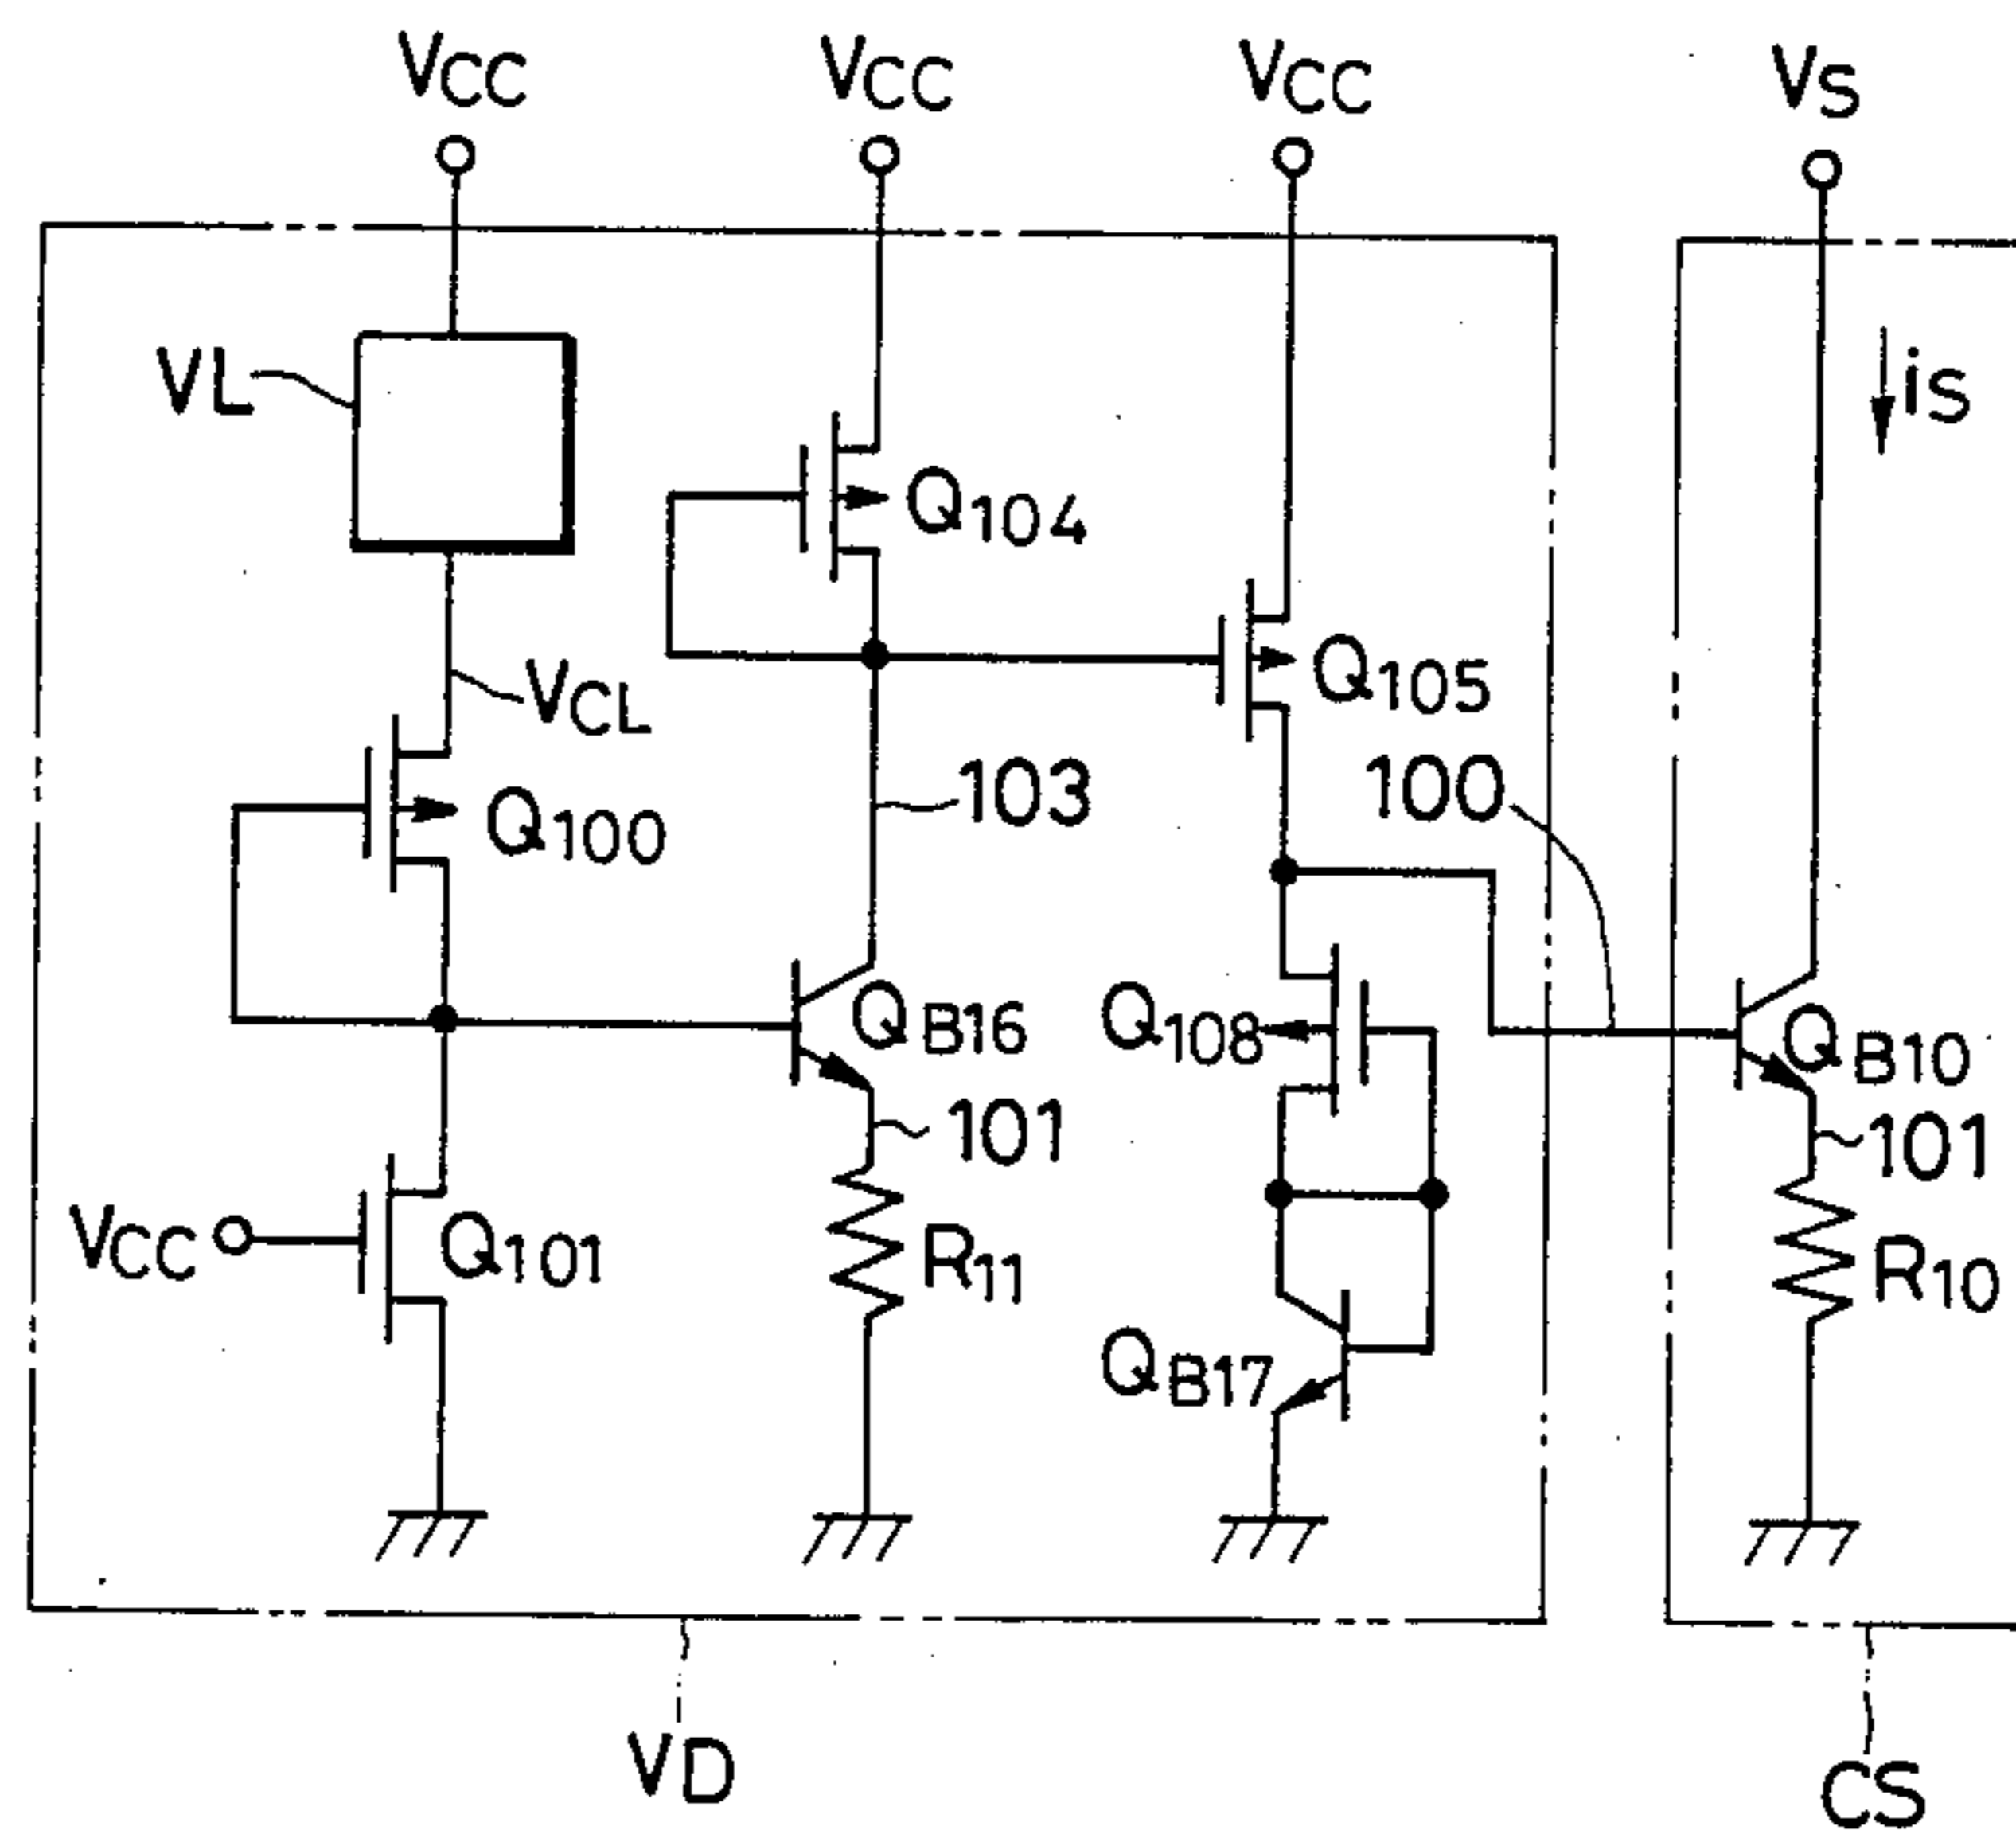 VCC VCC VCC VS
VL
iS
Q104
VCL
Q105
Q100
103
100
QB16
Q108
QB10
101
101
VCC
Q101
R11
R10
QB17
VD
CS